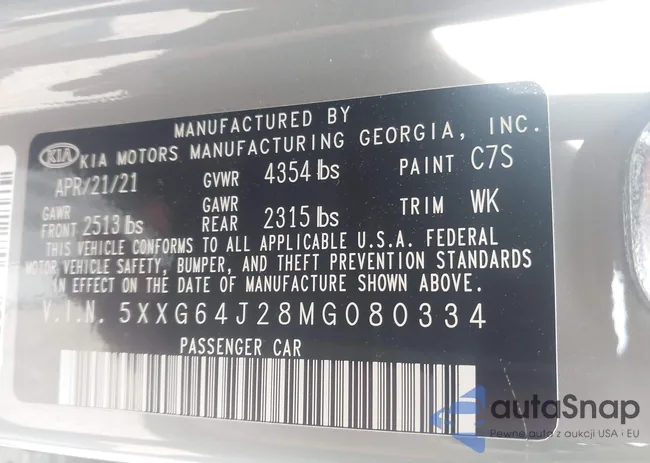 MANUFACTURED BY
KIA KIA MOTORS MANUFACTURING GEORGIA, INC.
APR/21/21 GVWR 4354 lbs PAINT C7S
GAWR FRONT 2513 lbs GAWR REAR 2315 lbs TRIM WK
THIS VEHICLE CONFORMS TO ALL APPLICABLE U.S.A. FEDERAL
MOTOR VEHICLE SAFETY, BUMPER, AND THEFT PREVENTION STANDARDS
IN EFFECT ON THE DATE OF MANUFACTURE SHOWN ABOVE.
V.I.N. 5XXG64J28MG080334
PASSENGER CAR
autaSnap
Pewne auta z aukcji USA i EU